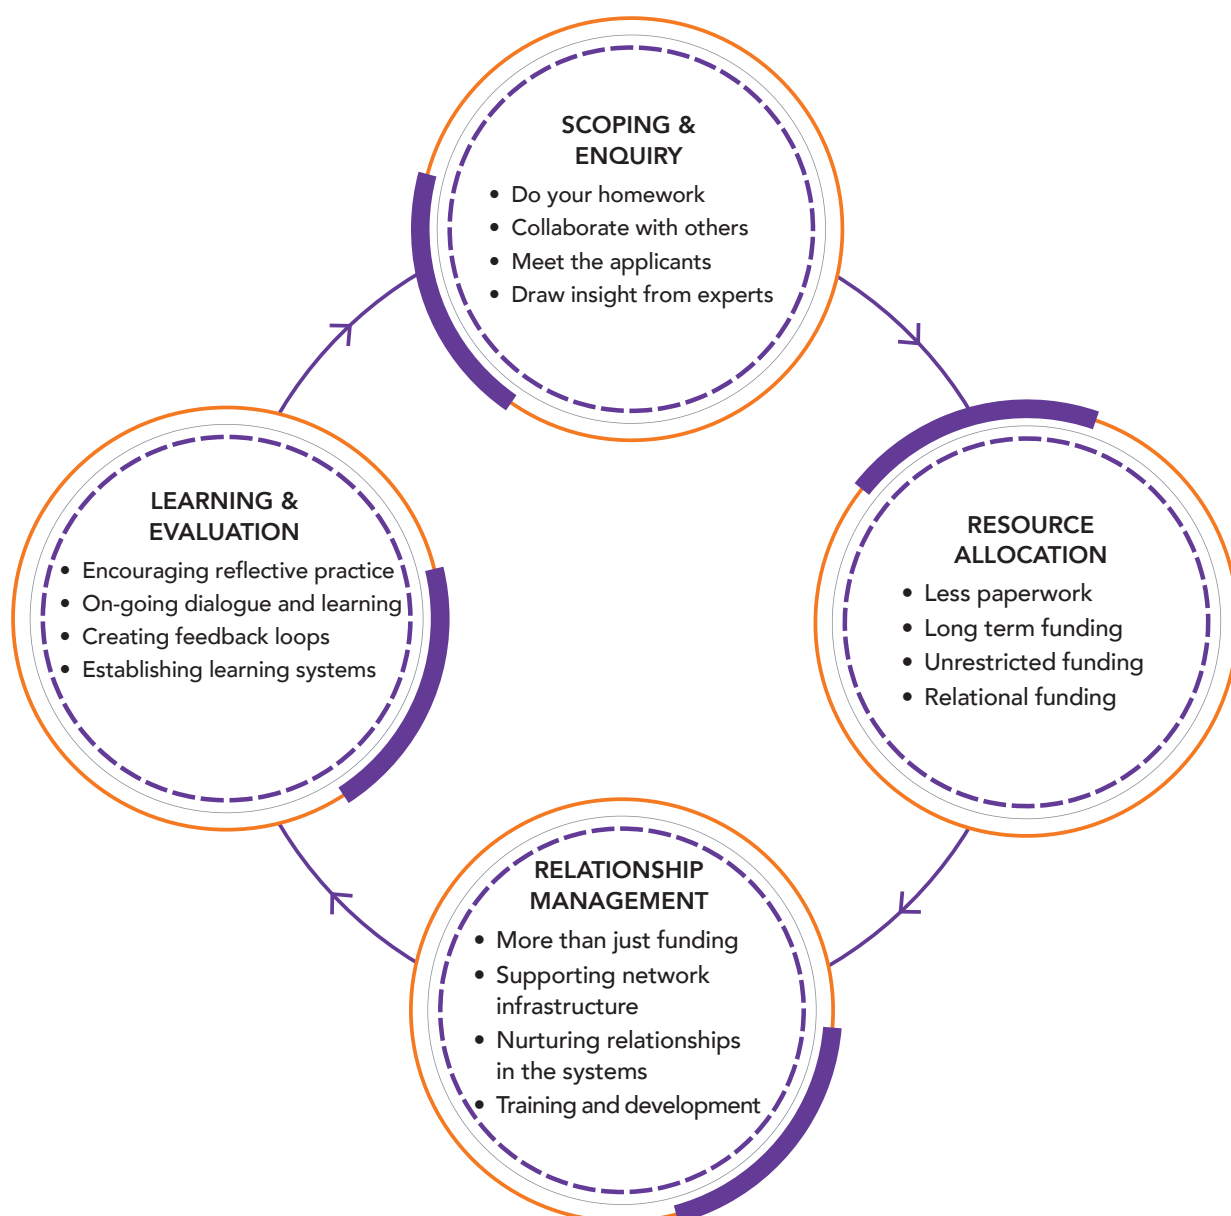 SCOPING &
ENQUIRY
• Do your homework
• Collaborate with others
• Meet the applicants
• Draw insight from experts
RESOURCE
ALLOCATION
• Less paperwork
• Long term funding
• Unrestricted funding
• Relational funding
RELATIONSHIP
MANAGEMENT
• More than just funding
• Supporting network
infrastructure
• Nurturing relationships
in the systems
• Training and development
LEARNING &
EVALUATION
• Encouraging reflective practice
• On-going dialogue and learning
• Creating feedback loops
• Establishing learning systems